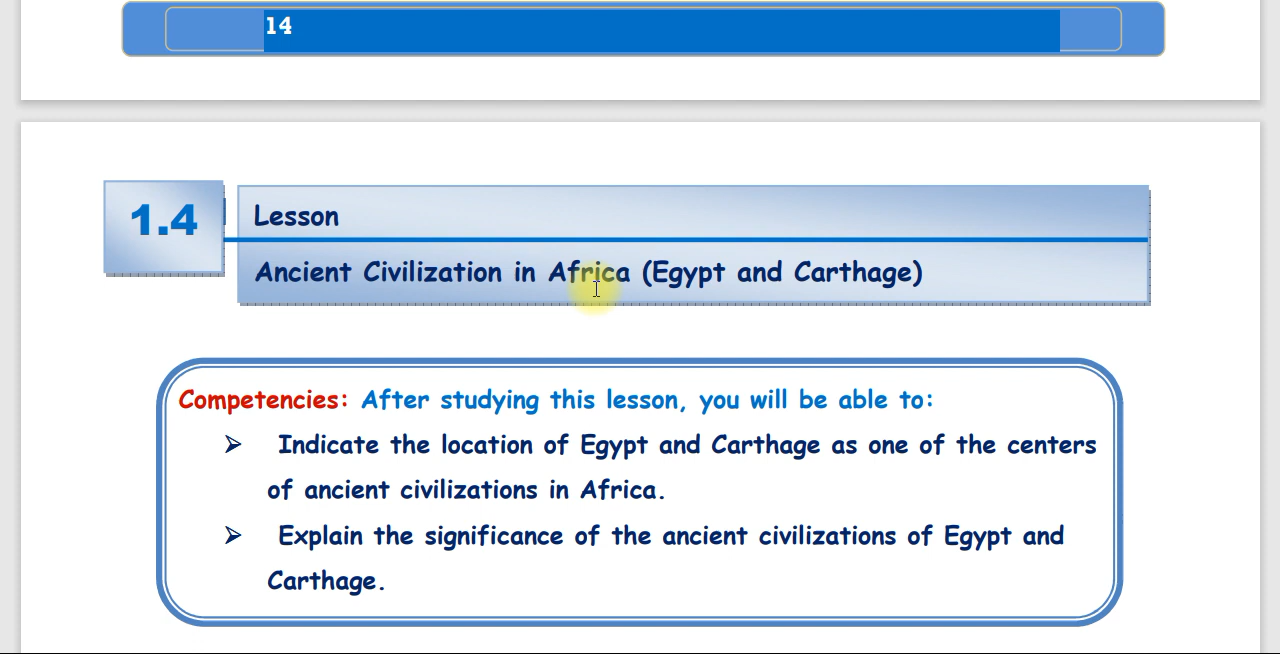 14
1.4
Lesson
Ancient Civilization in Africa (Egypt and Carthage)
Competencies: After studying this lesson, you will be able to:
➢ Indicate the location of Egypt and Carthage as one of the centers
of ancient civilizations in Africa.
➢ Explain the significance of the ancient civilizations of Egypt and
Carthage.